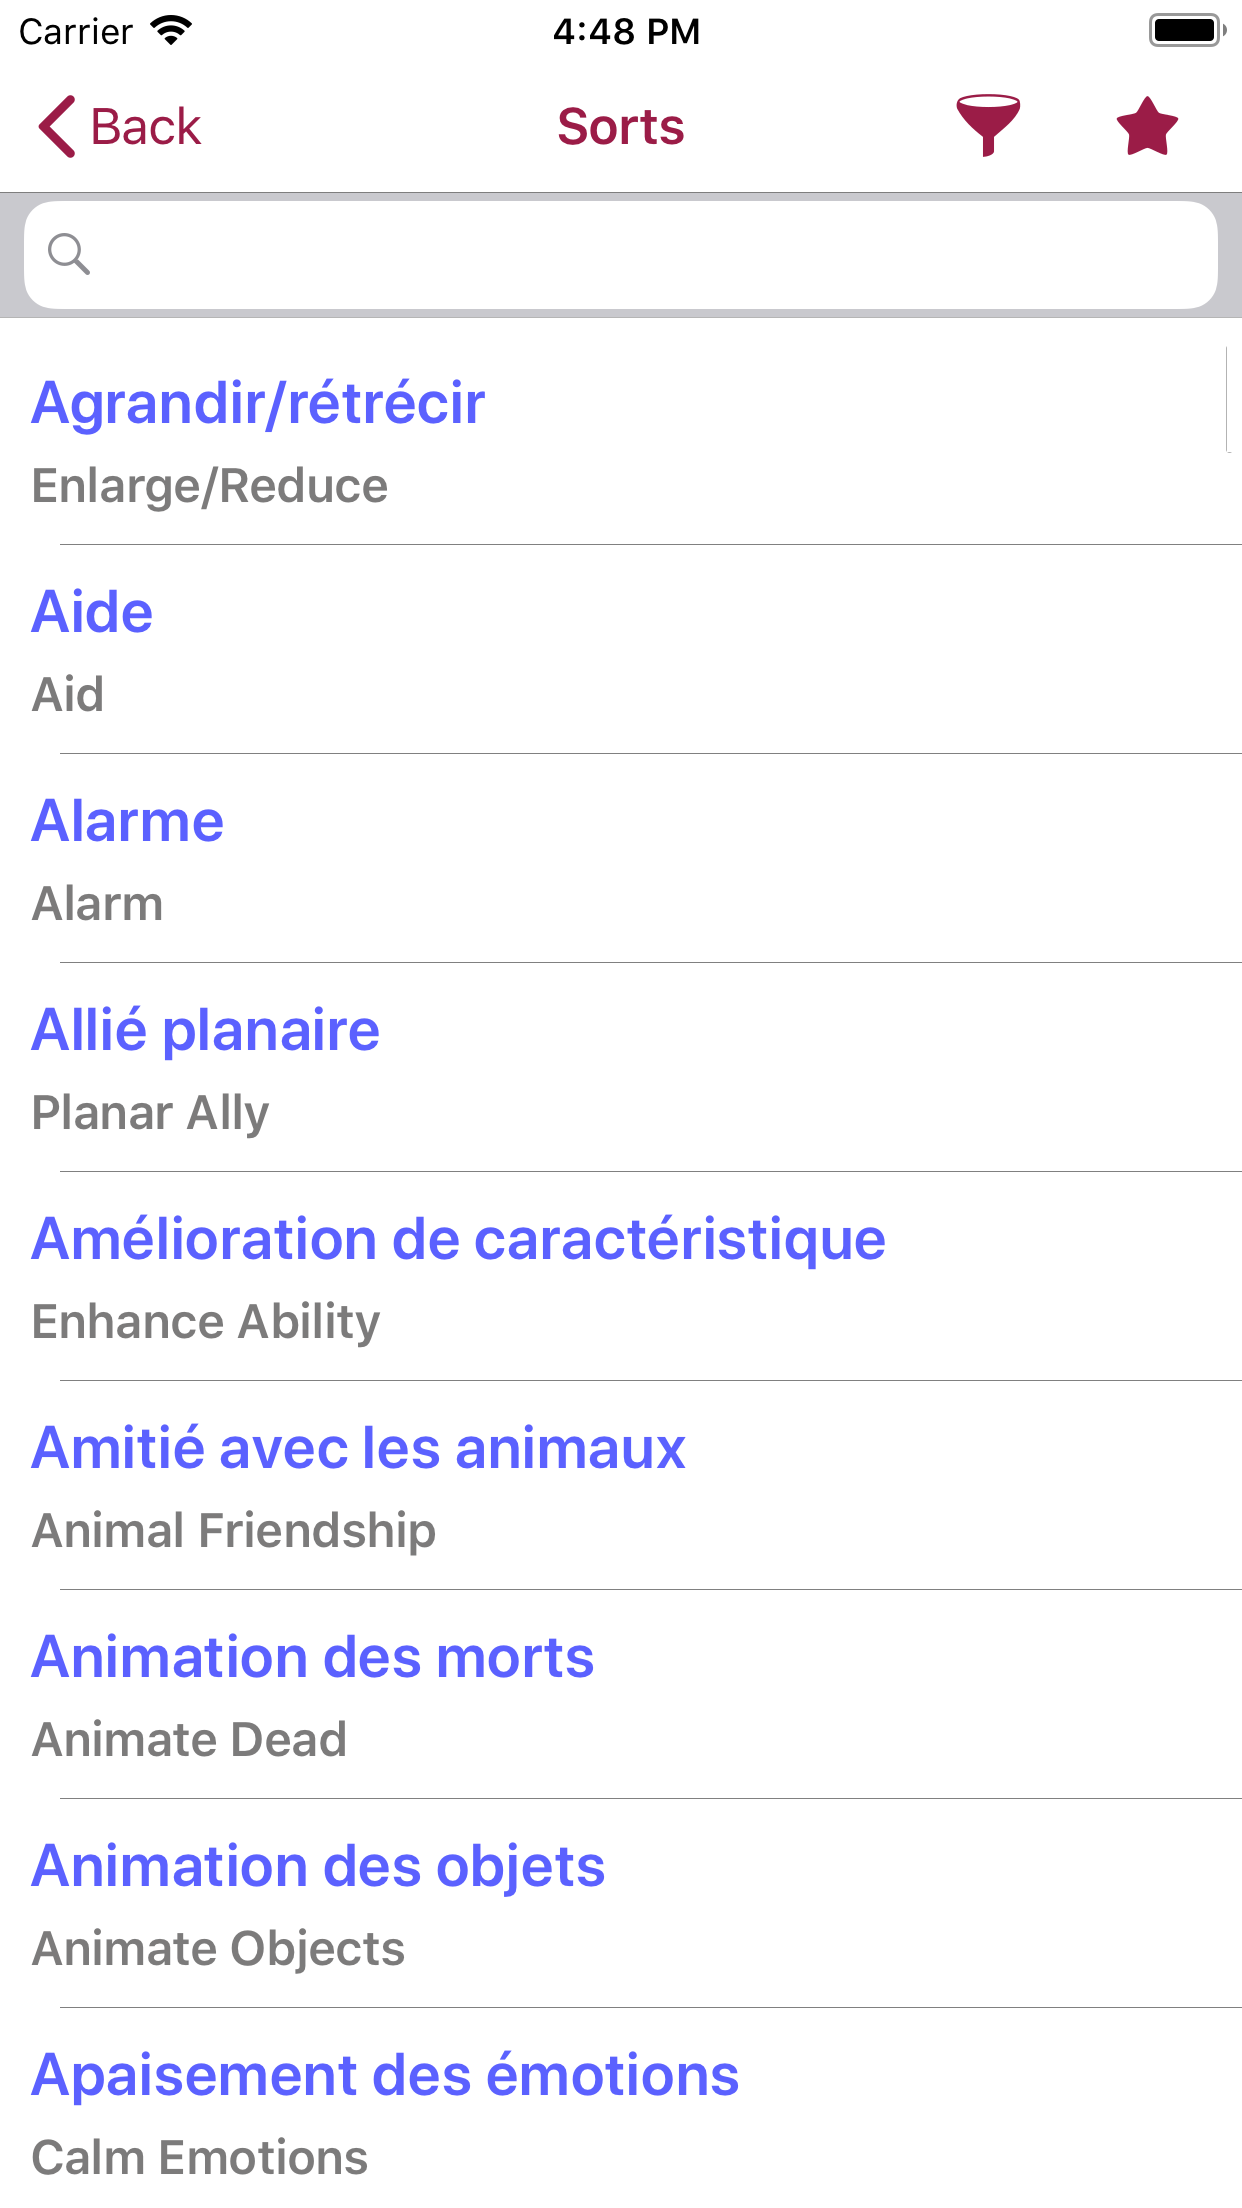 Carrier 4:48 PM
Back Sorts
Agrandir/rétrécir
Enlarge/Reduce
Aide
Aid
Alarme
Alarm
Allié planaire
Planar Ally
Amélioration de caractéristique
Enhance Ability
Amitié avec les animaux
Animal Friendship
Animation des morts
Animate Dead
Animation des objets
Animate Objects
Apaisement des émotions
Calm Emotions